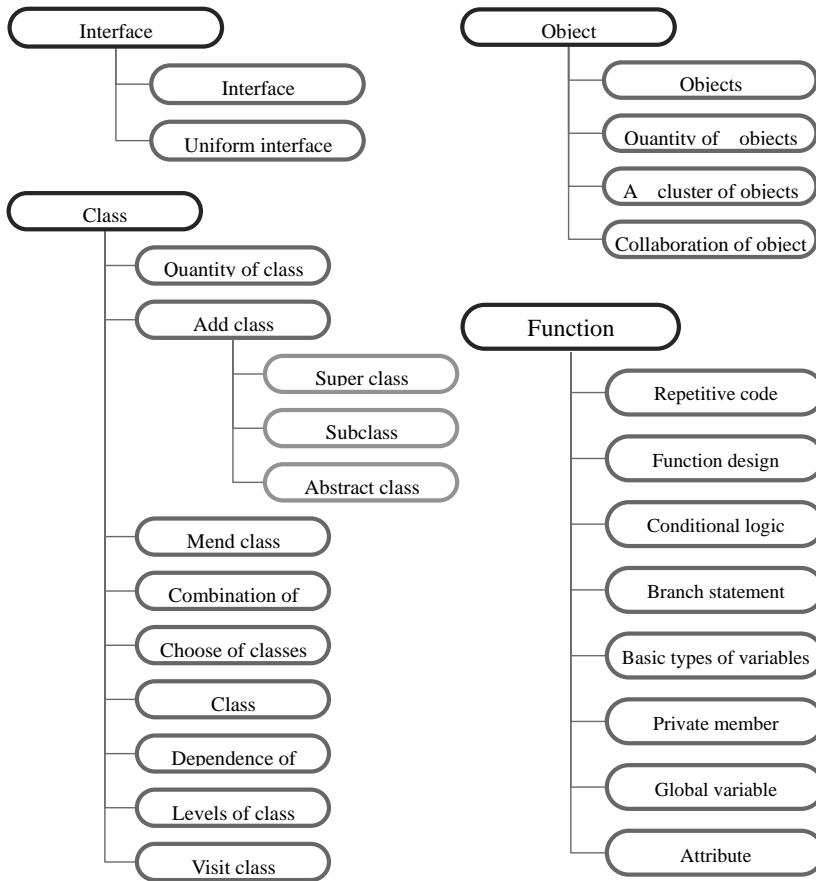 Interface
Interface
Uniform interface
Class
Quantity of class
Add class
Super class
Subclass
Abstract class
Mend class
Combination of
Choose of classes
Class
Dependence of
Levels of class
Visit class
Object
Objects
Quantity of objects
A cluster of objects
Collaboration of object
Function
Repetitive code
Function design
Conditional logic
Branch statement
Basic types of variables
Private member
Global variable
Attribute